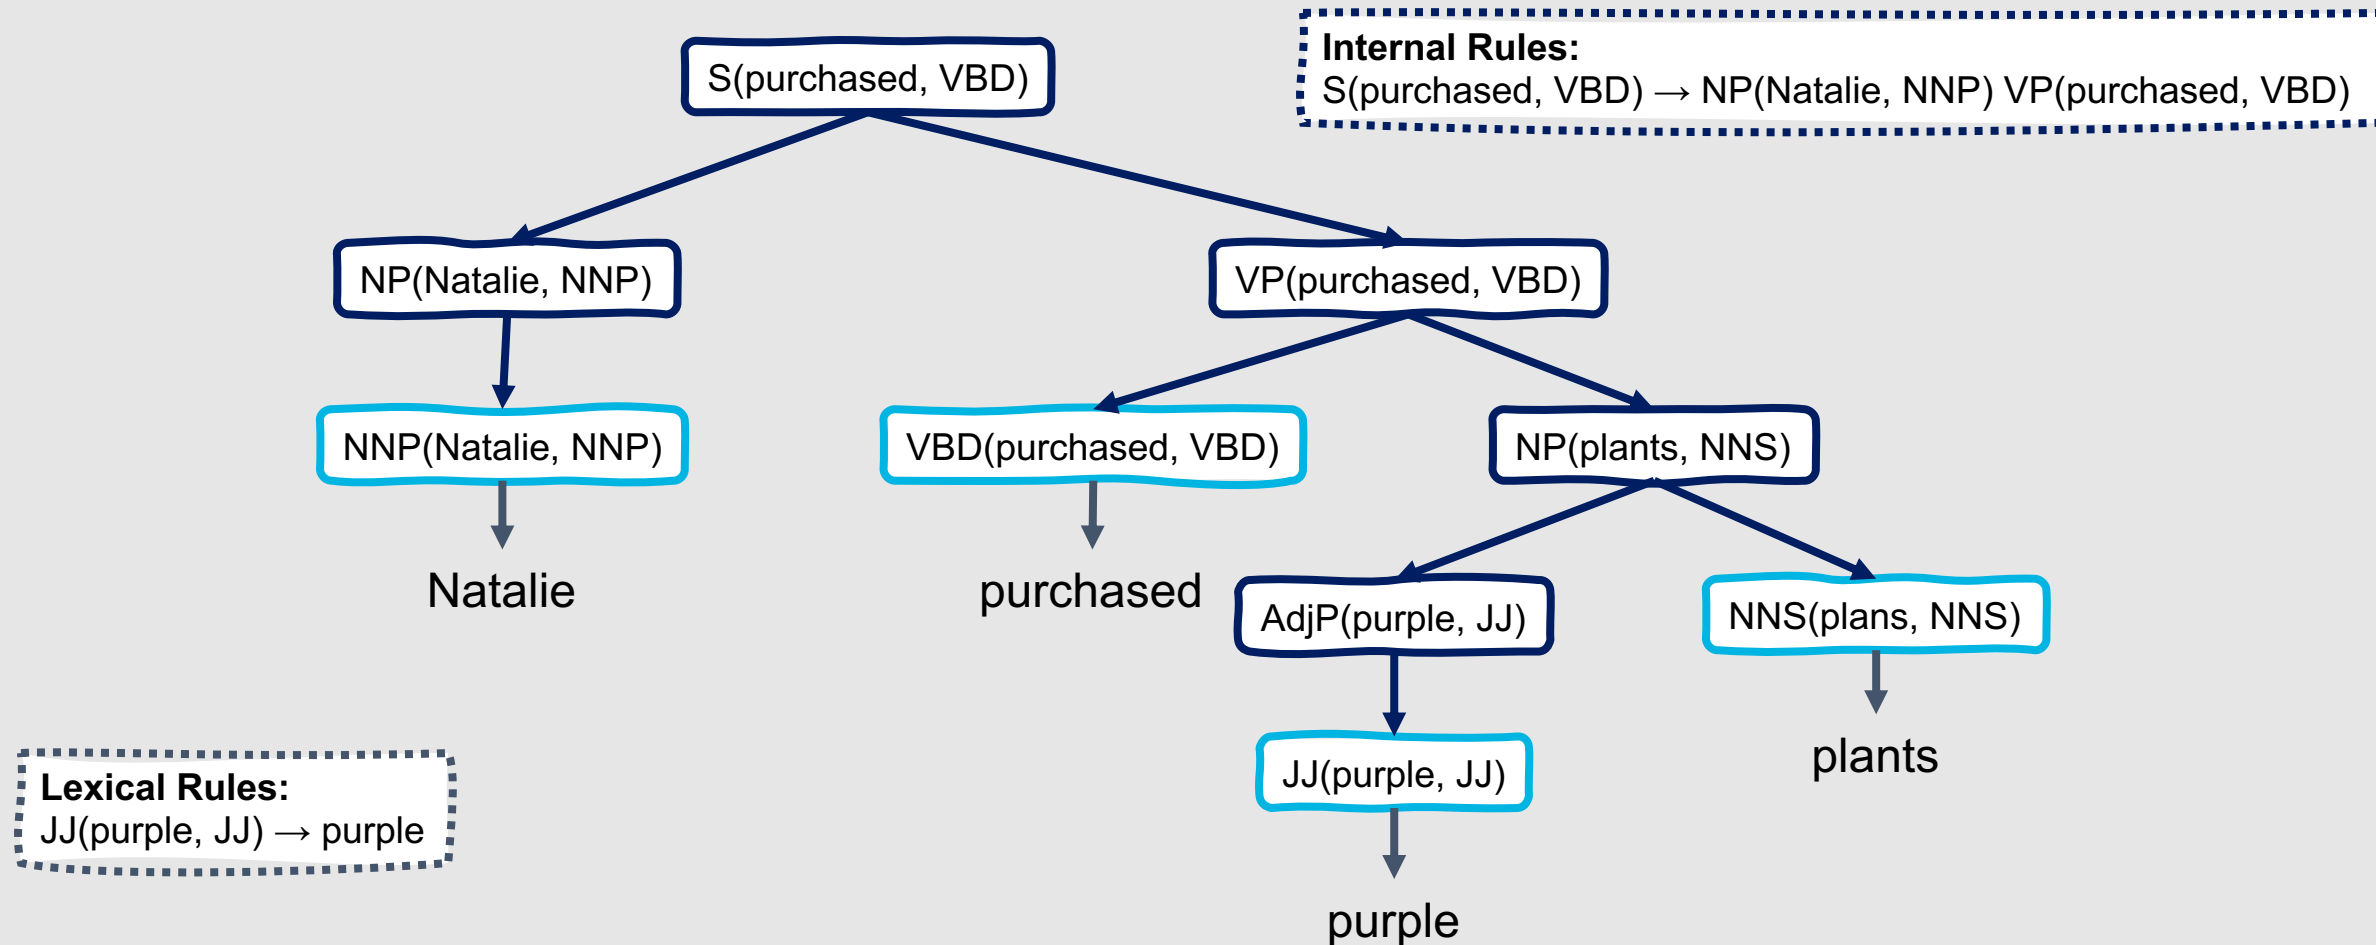 S(purchased, VBD)
Internal Rules:
S(purchased, VBD) → NP(Natalie, NNP) VP(purchased, VBD)
NP(Natalie, NNP)
VP(purchased, VBD)
NNP(Natalie, NNP)
VBD(purchased, VBD)
NP(plants, NNS)
Natalie
purchased
AdjP(purple, JJ)
NNS(plans, NNS)
JJ(purple, JJ)
plants
Lexical Rules:
JJ(purple, JJ) → purple
purple